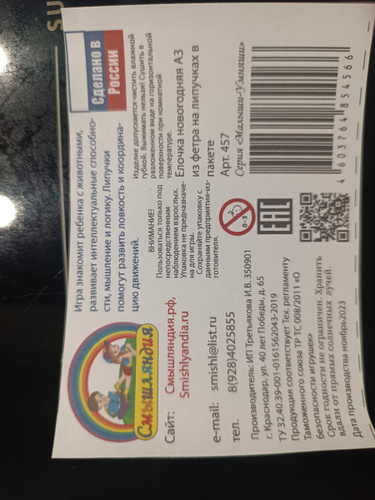 SU
СМЫШЛЯНДИЯ
Игра знакомит ребенка с животными,
развивает интеллектуальные способно-
сти, мышление и логику. Липучки
помогут развить ловкость и координа-
цию движений.
Сделано в
России
Сайт: Смышляндия.рф,
Smishlyandia.ru
e-mail: smishl@list.ru
тел. 8(928)4025855
ВНИМАНИЕ!
Пользоваться только под
непосредственным
наблюдением взрослых.
Упаковка не предназначе-
на для игры.
Сохраняйте упаковку с
данными предприятия-из-
готовителя.
Изделие допускается чистить влажной
губкой. Выжимать нельзя! Сушить в
разложенном виде на горизонтальной
поверхности при комнатной
температуре.
Елочка новогодняя А3
из фетра на липучках в
пакете
Арт.457
Серия «Малыши-Умняши»
0-3
ЕАС
Производитель: ИП Третьякова И.В. 350901
г. Краснодар, ул. 40 лет Победы, д. 65
ТУ 32.40.39-001-0161562043-2019
Продукция соответствует Тех. регламенту
Таможенного союза ТР ТС 008/2011 «О
безопасности игрушек»
Срок годности не ограничен. Хранить
вдали от прямых солнечных лучей.
Дата производства ноябрь2023
4 603764 854566